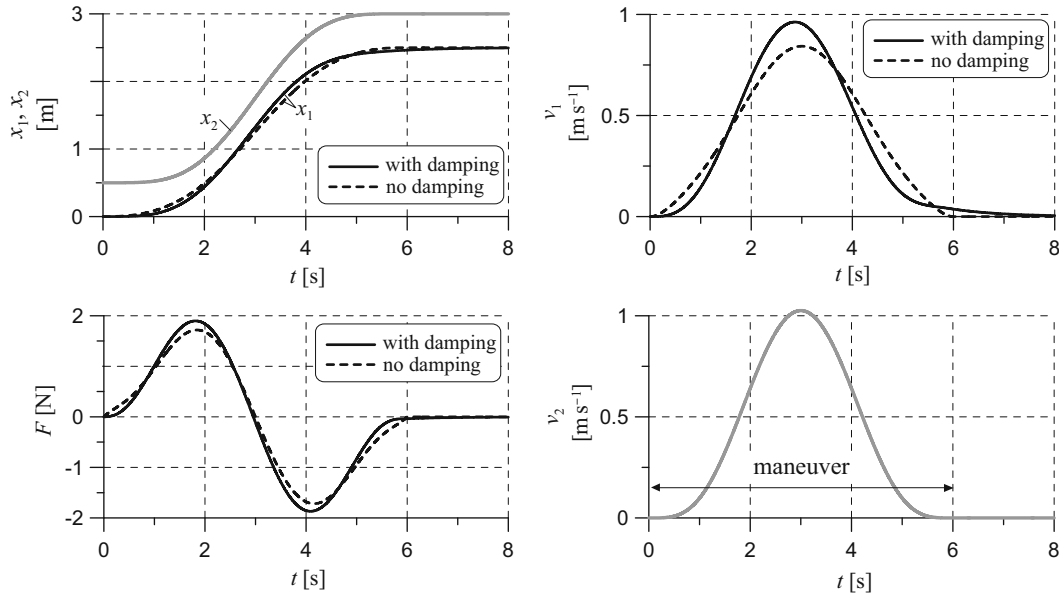 3
1
0
x₁, x₂
[m]
x₂
x₁
with damping
no damping
0 2 4 6 8
t [s]
1
0.5
0
v₁
[m s⁻¹]
with damping
no damping
0 2 4 6 8
t [s]
2
0
-1
-2
F [N]
with damping
no damping
0 2 4 6 8
t [s]
1
0.5
0
v₂
[m s⁻¹]
maneuver
0 2 4 6 8
t [s]